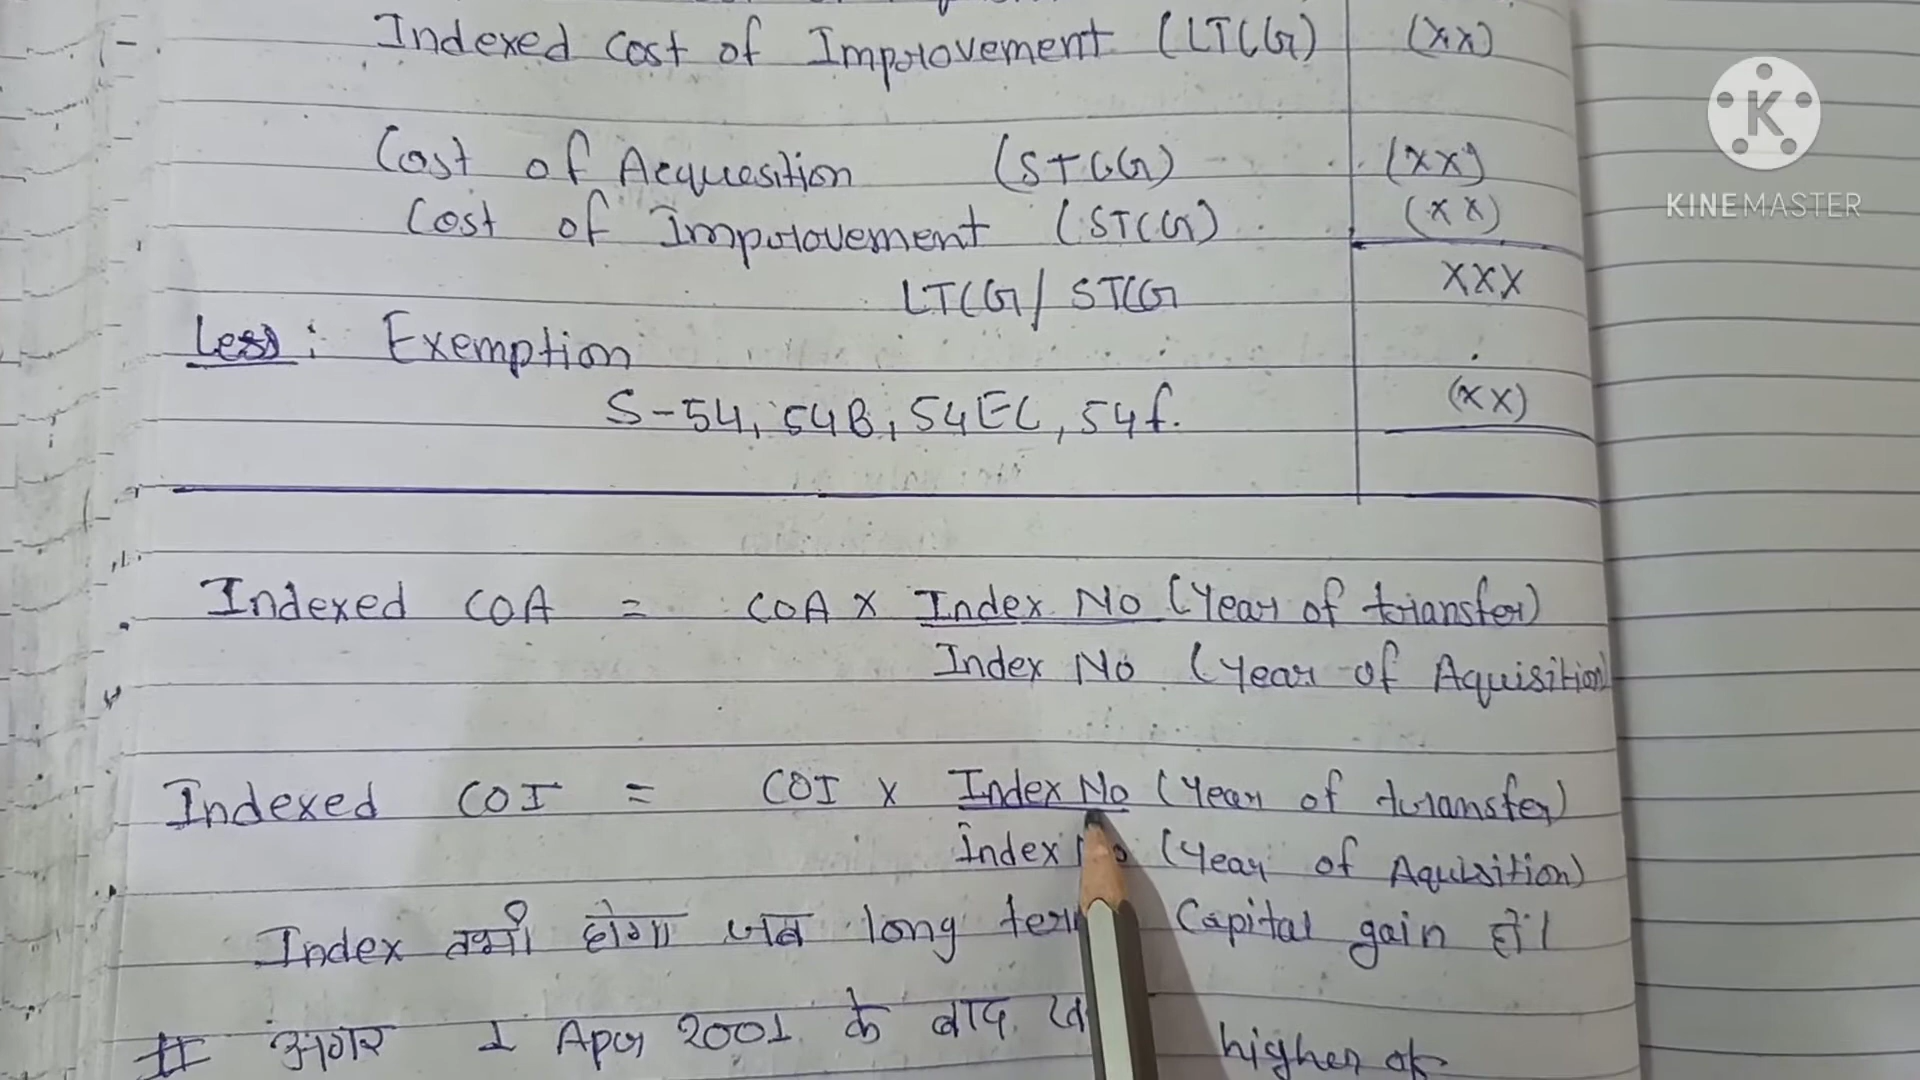 Indexed Cost of Improvement (LTCG) (xx)
Cost of Acquesition (STCG) (xx)
Cost of Improvement (STCG) (xx)
LTCG/STCG xxx
Less: Exemption
S-54, 54B, 54EC, 54f. (xx)
Indexed COA = COA x Index No (Year of transfer)
Index No (Year of Aquisition)
Indexed COI = COI x Index No (Year of transfer)
Index No (Year of Aquisition)
Index तभी होगा जब long term Capital gain हो।
# अगर 1 Apr 2001 के बाद higher of
K
KINEMASTER